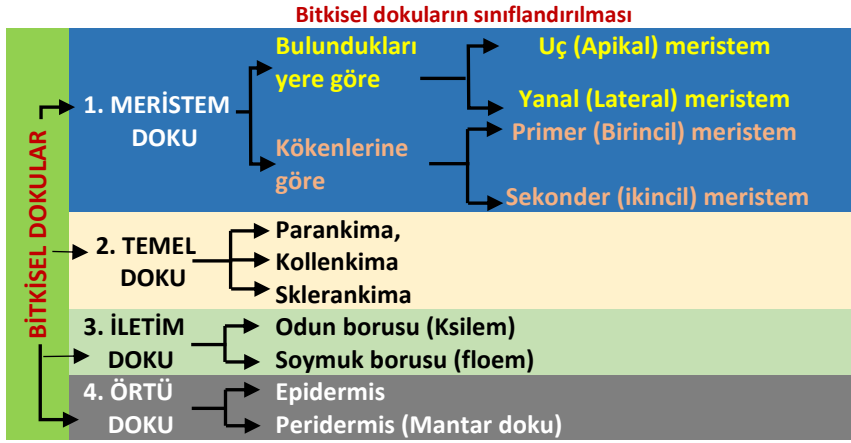 Bitkisel dokuların sınıflandırılması
BİTKİSEL DOKULAR
1. MERİSTEM
DOKU
Bulundukları
yere göre
Uç (Apikal) meristem
Yanal (Lateral) meristem
Kökenlerine
göre
Primer (Birincil) meristem
Sekonder (ikincil) meristem
2. TEMEL
DOKU
Parankima,
Kollenkima
Sklerankima
3. İLETİM
DOKU
Odun borusu (Ksilem)
Soymuk borusu (floem)
4. ÖRTÜ
DOKU
Epidermis
Peridermis (Mantar doku)